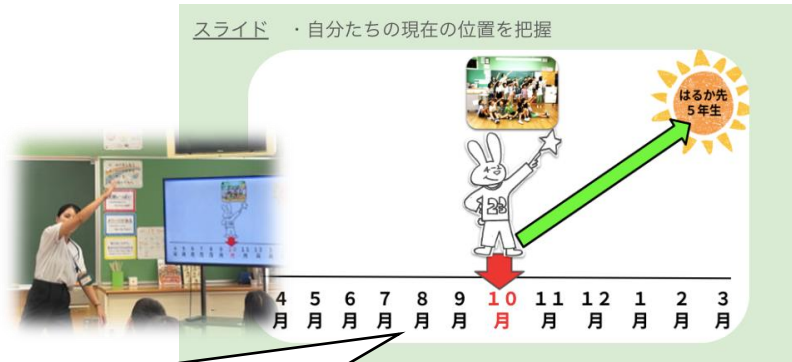 スライド ・自分たちの現在の位置を把握
はるか先
5年生
4月 5月 6月 7月 8月 9月 10月 11月 12月 1月 2月 3月